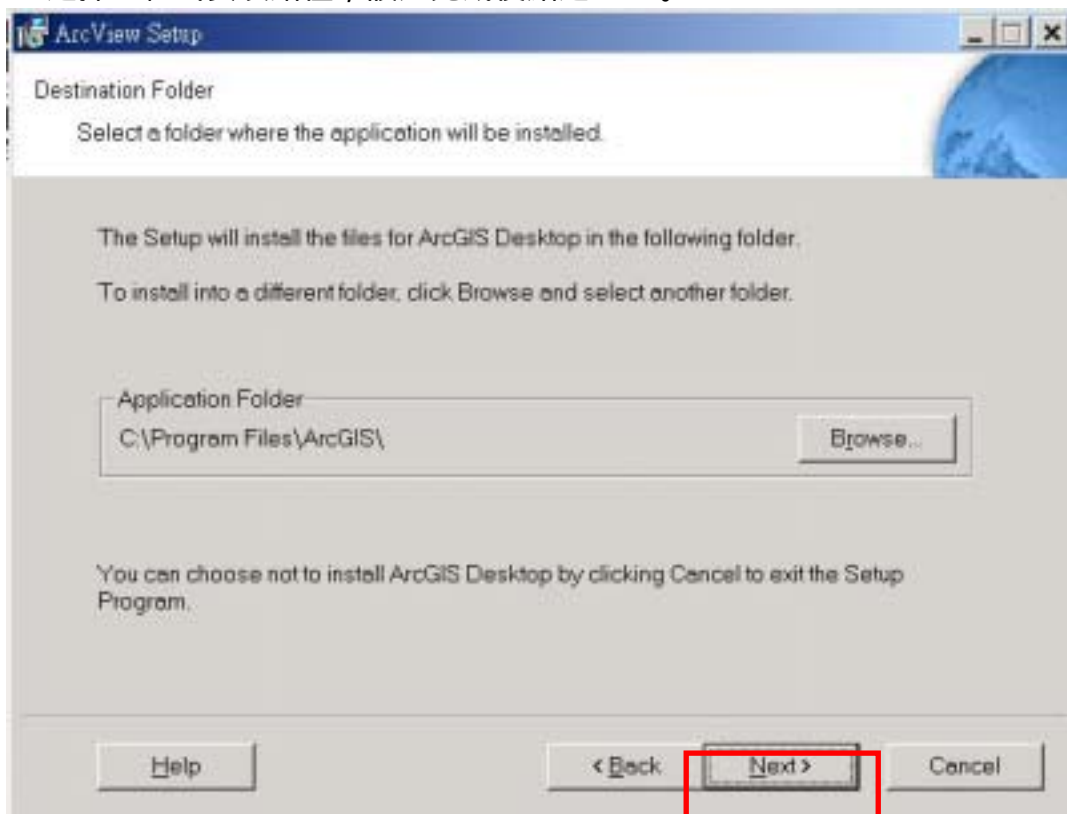 ArcView Setup
Destination Folder
Select a folder where the application will be installed.
The Setup will install the files for ArcGIS Desktop in the following folder.
To install into a different folder, click Browse and select another folder.
Application Folder
C:\Program Files\ArcGIS\
Browse...
You can choose not to install ArcGIS Desktop by clicking Cancel to exit the Setup
Program.
Help
< Back
Next >
Cancel